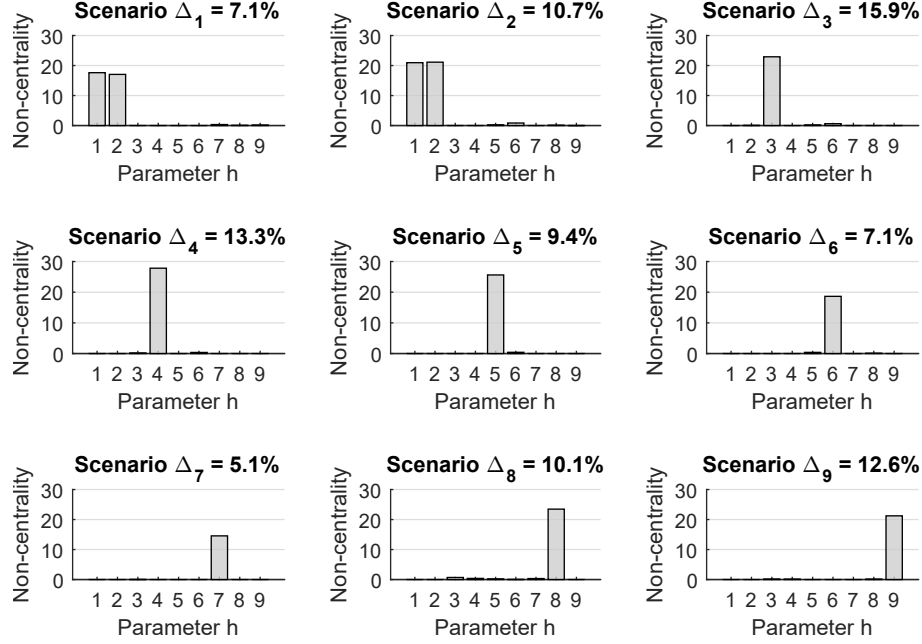 Scenario Δ1 = 7.1%
Non-centrality
30
20
10
0
1 2 3 4 5 6 7 8 9
Parameter h
Scenario Δ2 = 10.7%
Non-centrality
30
20
10
0
1 2 3 4 5 6 7 8 9
Parameter h
Scenario Δ3 = 15.9%
Non-centrality
30
20
10
0
1 2 3 4 5 6 7 8 9
Parameter h
Scenario Δ4 = 13.3%
Non-centrality
30
20
10
0
1 2 3 4 5 6 7 8 9
Parameter h
Scenario Δ5 = 9.4%
Non-centrality
30
20
10
0
1 2 3 4 5 6 7 8 9
Parameter h
Scenario Δ6 = 7.1%
Non-centrality
30
20
10
0
1 2 3 4 5 6 7 8 9
Parameter h
Scenario Δ7 = 5.1%
Non-centrality
30
20
10
0
1 2 3 4 5 6 7 8 9
Parameter h
Scenario Δ8 = 10.1%
Non-centrality
30
20
10
0
1 2 3 4 5 6 7 8 9
Parameter h
Scenario Δ9 = 12.6%
Non-centrality
30
20
10
0
1 2 3 4 5 6 7 8 9
Parameter h